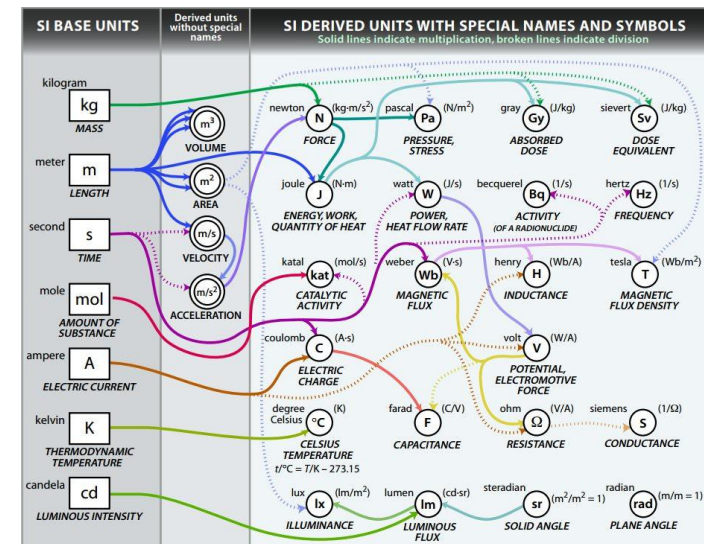 SI BASE UNITS
Derived units
without special
names
SI DERIVED UNITS WITH SPECIAL NAMES AND SYMBOLS
Solid lines indicate multiplication, broken lines indicate division
kilogram
kg
MASS
meter
m
LENGTH
second
s
TIME
mole
mol
AMOUNT OF
SUBSTANCE
ampere
A
ELECTRIC CURRENT
kelvin
K
THERMODYNAMIC
TEMPERATURE
candela
cd
LUMINOUS INTENSITY
m³
VOLUME
m²
AREA
m/s
VELOCITY
m/s²
ACCELERATION
newton (kg·m/s²)
N
FORCE
pascal (N/m²)
Pa
PRESSURE,
STRESS
gray (J/kg)
Gy
ABSORBED
DOSE
sievert (J/kg)
Sv
DOSE
EQUIVALENT
joule (N·m)
J
ENERGY, WORK,
QUANTITY OF HEAT
watt (J/s)
W
POWER,
HEAT FLOW RATE
becquerel (1/s)
Bq
ACTIVITY
(OF A RADIONUCLIDE)
hertz (1/s)
Hz
FREQUENCY
katal (mol/s)
kat
CATALYTIC
ACTIVITY
weber (V·s)
Wb
MAGNETIC
FLUX
henry (Wb/A)
H
INDUCTANCE
tesla (Wb/m²)
T
MAGNETIC
FLUX DENSITY
coulomb (A·s)
C
ELECTRIC
CHARGE
volt (W/A)
V
POTENTIAL,
ELECTROMOTIVE
FORCE
degree
Celsius (K)
°C
CELSIUS
TEMPERATURE
t/°C = T/K – 273.15
farad (C/V)
F
CAPACITANCE
ohm (V/A)
Ω
RESISTANCE
siemens (1/Ω)
S
CONDUCTANCE
lux (lm/m²)
lx
ILLUMINANCE
lumen (cd·sr)
lm
LUMINOUS
FLUX
steradian
sr (m²/m² = 1)
SOLID ANGLE
radian
rad (m/m = 1)
PLANE ANGLE